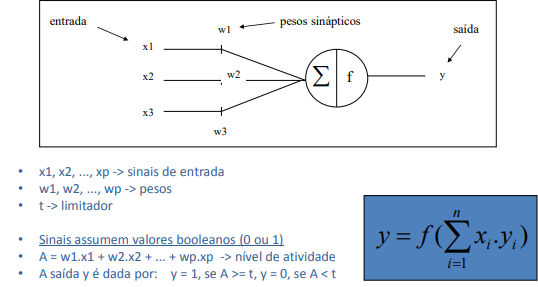 entrada
w1
pesos sinápticos
saída
x1
x2
w2
∑
f
y
x3
w3
• x1, x2, ..., xp -> sinais de entrada
• w1, w2, ..., wp -> pesos
• t -> limitador
• Sinais assumem valores booleanos (0 ou 1)
• A = w1.x1 + w2.x2 + ... + wp.xp -> nível de atividade
• A saída y é dada por: y = 1, se A >= t, y = 0, se A < t
y = f(∑_{i=1}^{n} x_i.y_i)